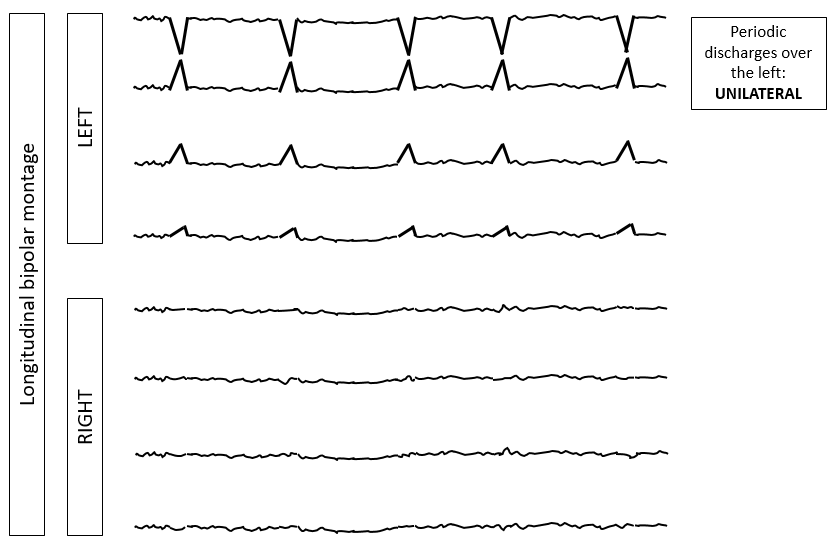 Longitudinal bipolar montage
LEFT
RIGHT
Periodic
discharges over
the left:
UNILATERAL